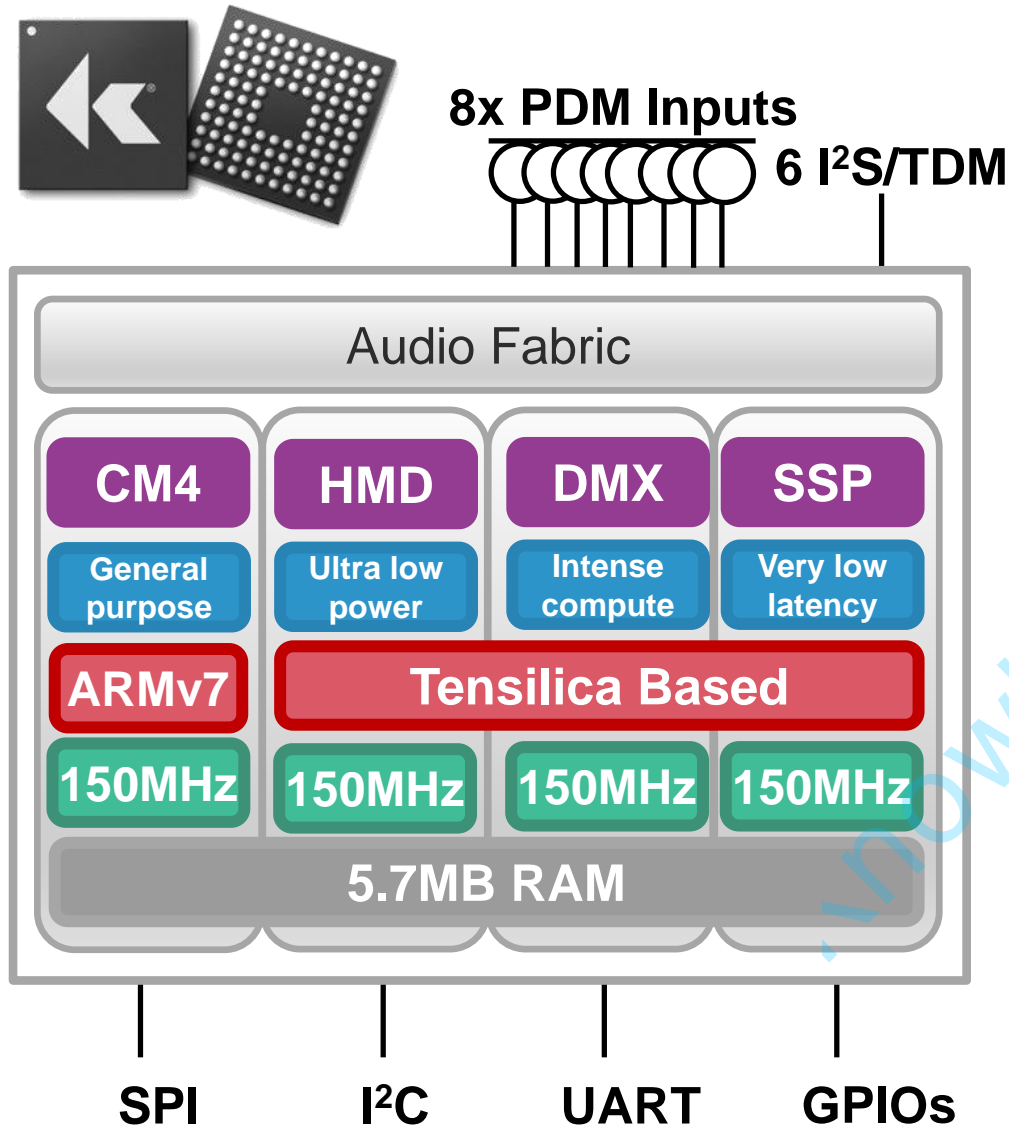 8x PDM Inputs
6 I²S/TDM
Audio Fabric
CM4
HMD
DMX
SSP
General
purpose
Ultra low
power
Intense
compute
Very low
latency
ARMv7
Tensilica Based
150MHz
150MHz
150MHz
150MHz
5.7MB RAM
SPI
I²C
UART
GPIOs